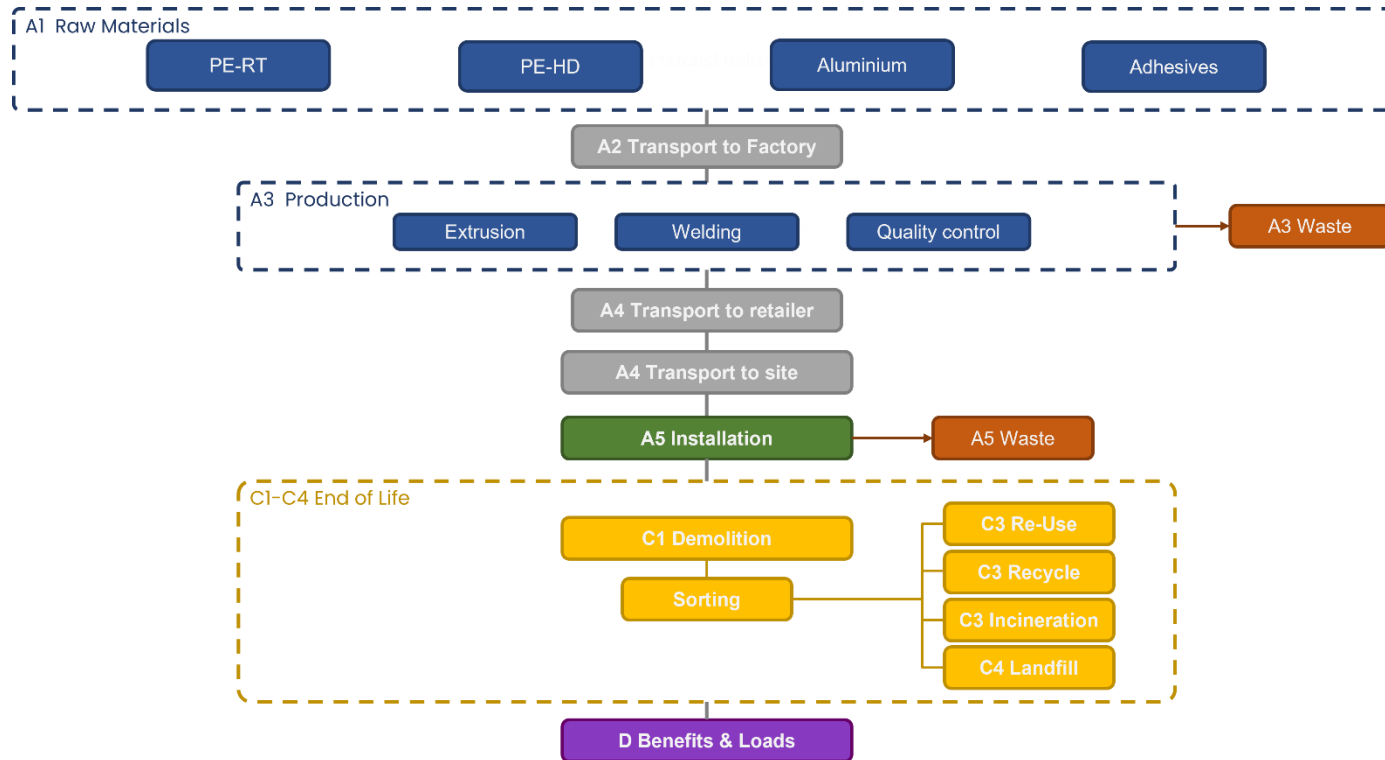 A1 Raw Materials
PE-RT
PE-HD
Aluminium
Adhesives
A2 Transport to Factory
A3 Production
Extrusion
Welding
Quality control
A3 Waste
A4 Transport to retailer
A4 Transport to site
A5 Installation
A5 Waste
C1-C4 End of Life
C1 Demolition
Sorting
C3 Re-Use
C3 Recycle
C3 Incineration
C4 Landfill
D Benefits & Loads